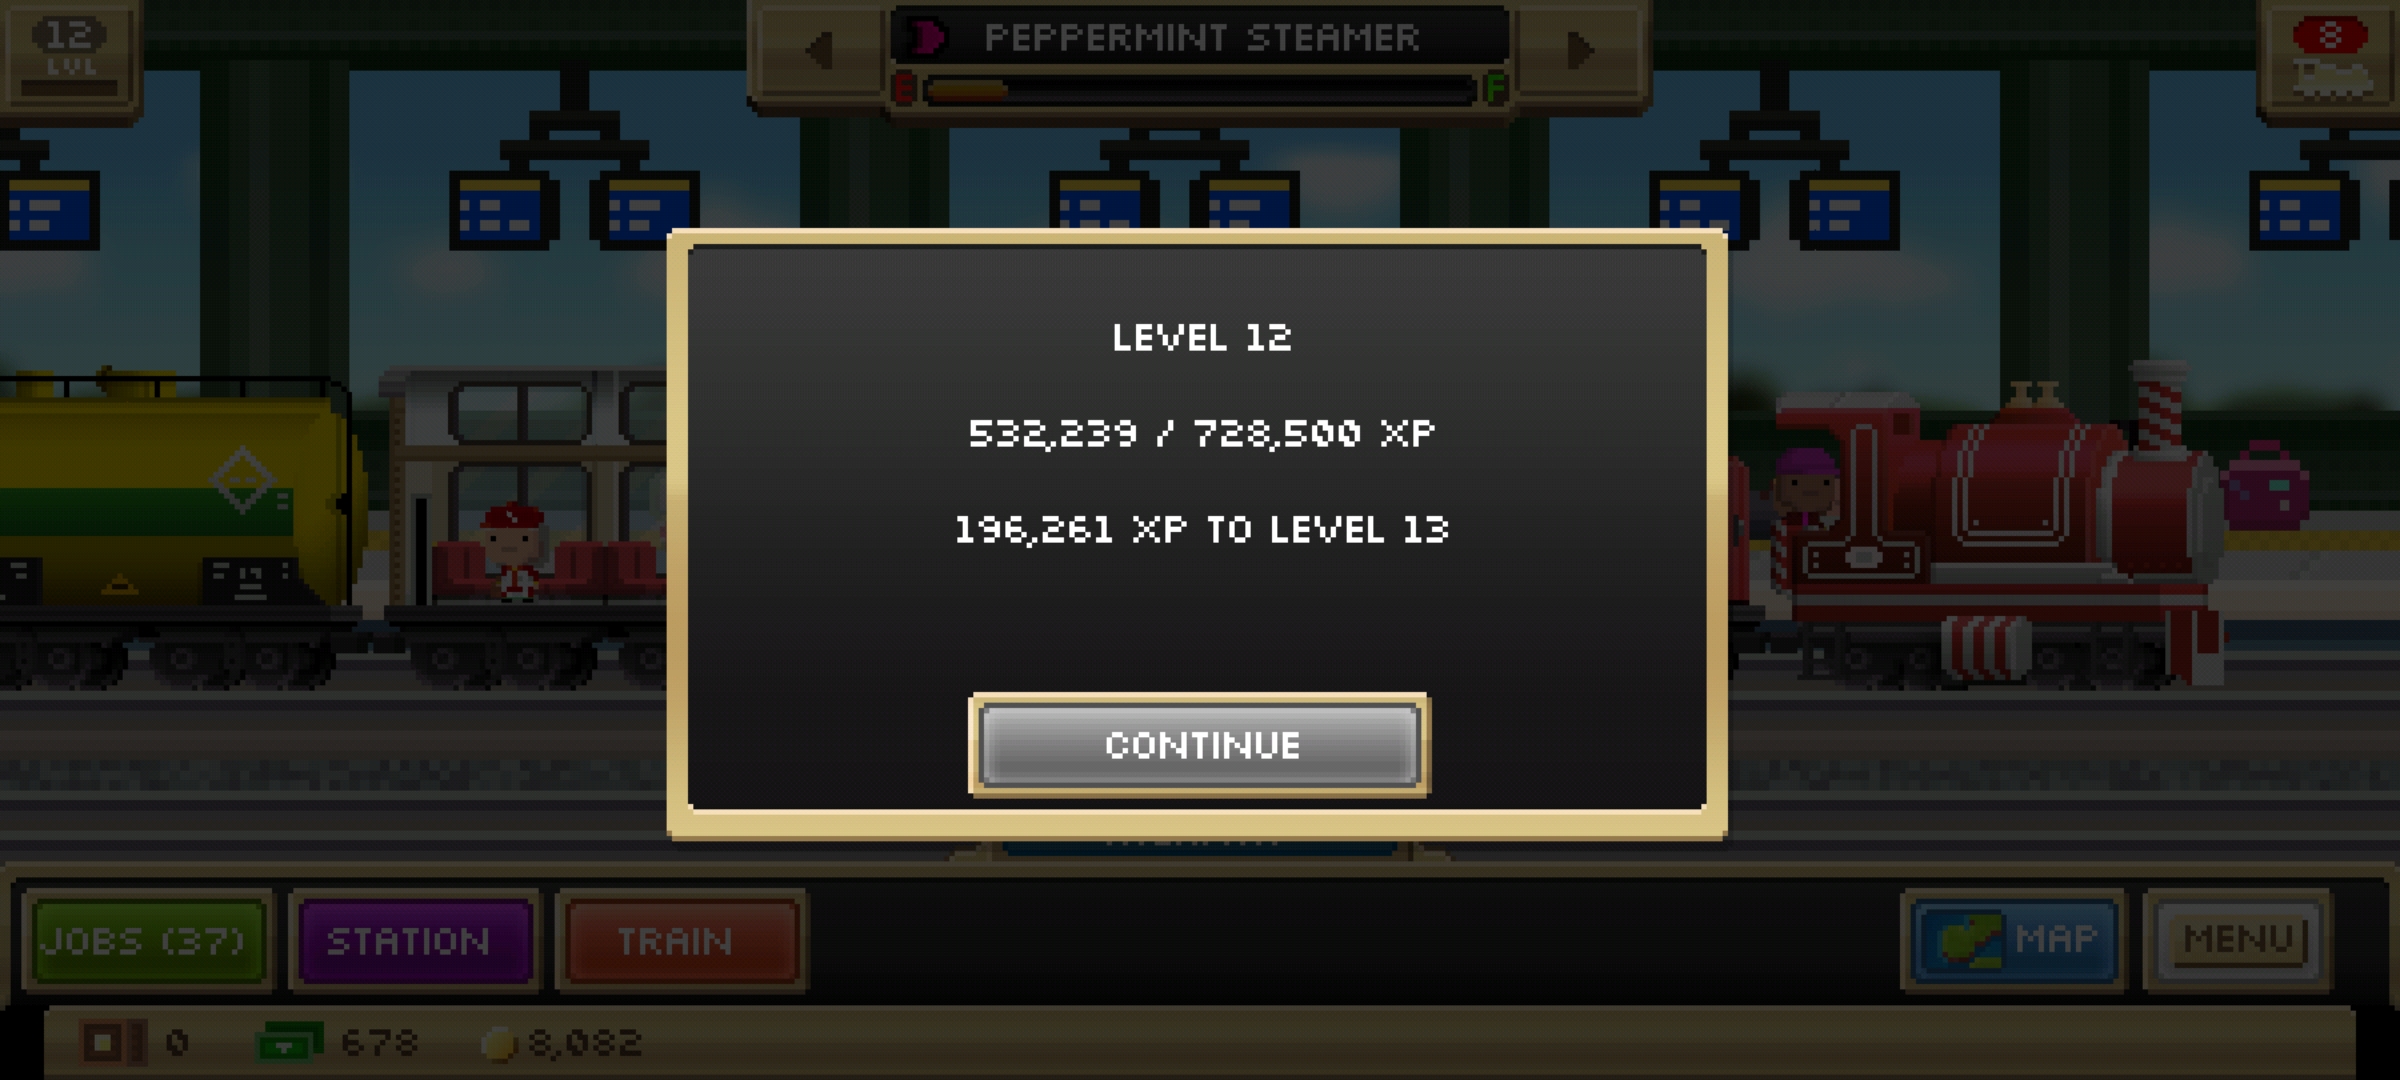 12
LVL
PEPPERMINT STEAMER
E F
8
LEVEL 12
532,239 / 728,500 XP
196,261 XP TO LEVEL 13
CONTINUE
JOBS (37)
STATION
TRAIN
MAP
MENU
0
678
8,082